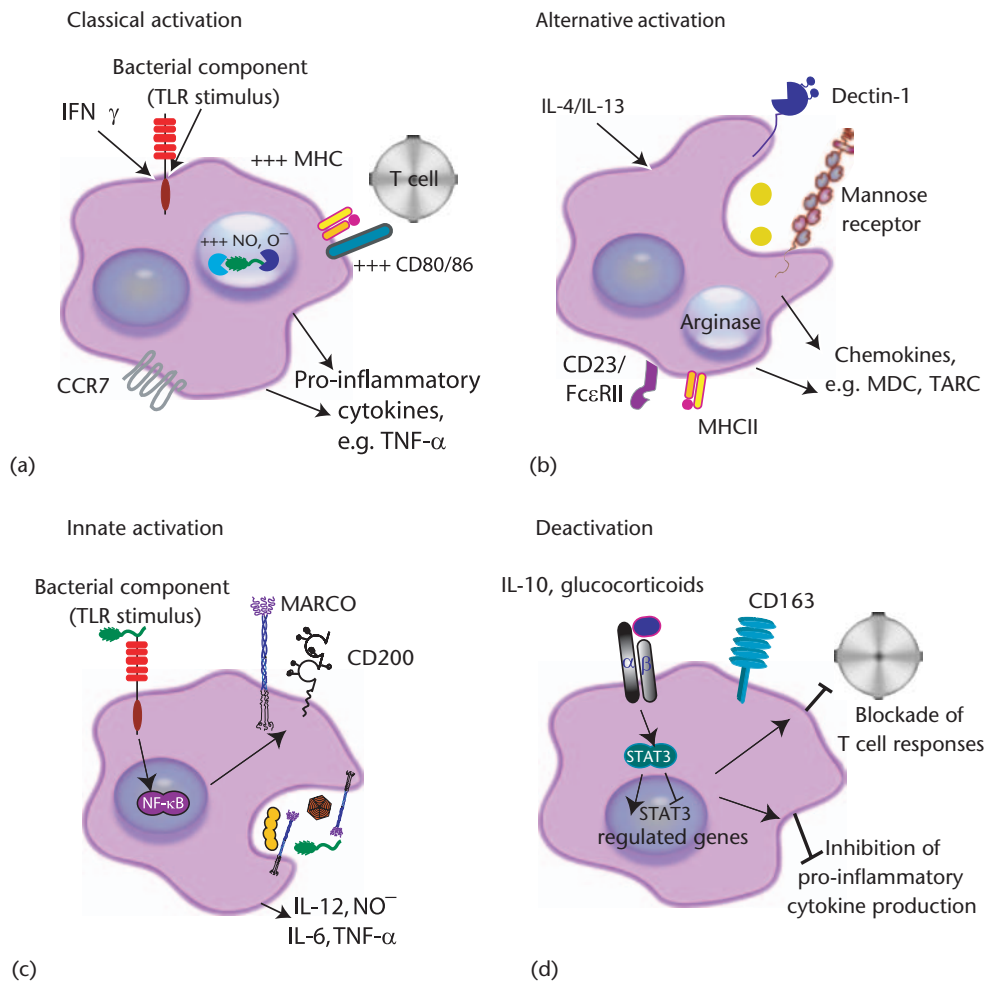 Classical activation
Bacterial component
(TLR stimulus)
IFN γ
+++ MHC
T cell
+++ NO, O⁻
+++ CD80/86
CCR7
Pro-inflammatory
cytokines,
e.g. TNF-α
(a)
Alternative activation
IL-4/IL-13
Dectin-1
Mannose
receptor
Arginase
CD23/
FcεRII
MHCII
Chemokines,
e.g. MDC, TARC
(b)
Innate activation
Bacterial component
(TLR stimulus)
MARCO
CD200
NF-κB
IL-12, NO⁻
IL-6, TNF-α
(c)
Deactivation
IL-10, glucocorticoids
CD163
α
β
STAT3
STAT3
regulated genes
Blockade of
T cell responses
Inhibition of
pro-inflammatory
cytokine production
(d)